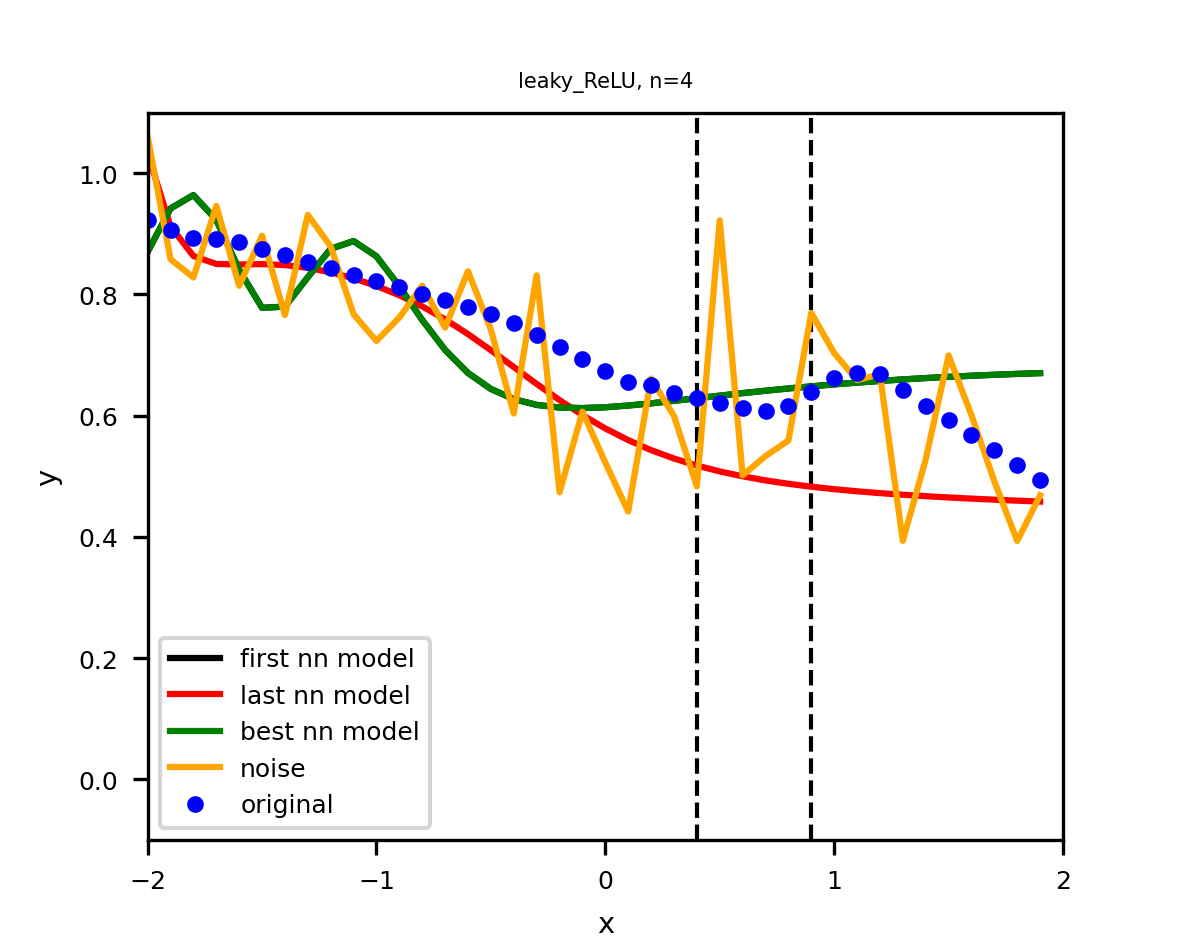 leaky_ReLU, n=4
1.0
0.8
0.6
0.4
0.2
0.0
y
first nn model
last nn model
best nn model
noise
original
−2
−1
0
1
2
x